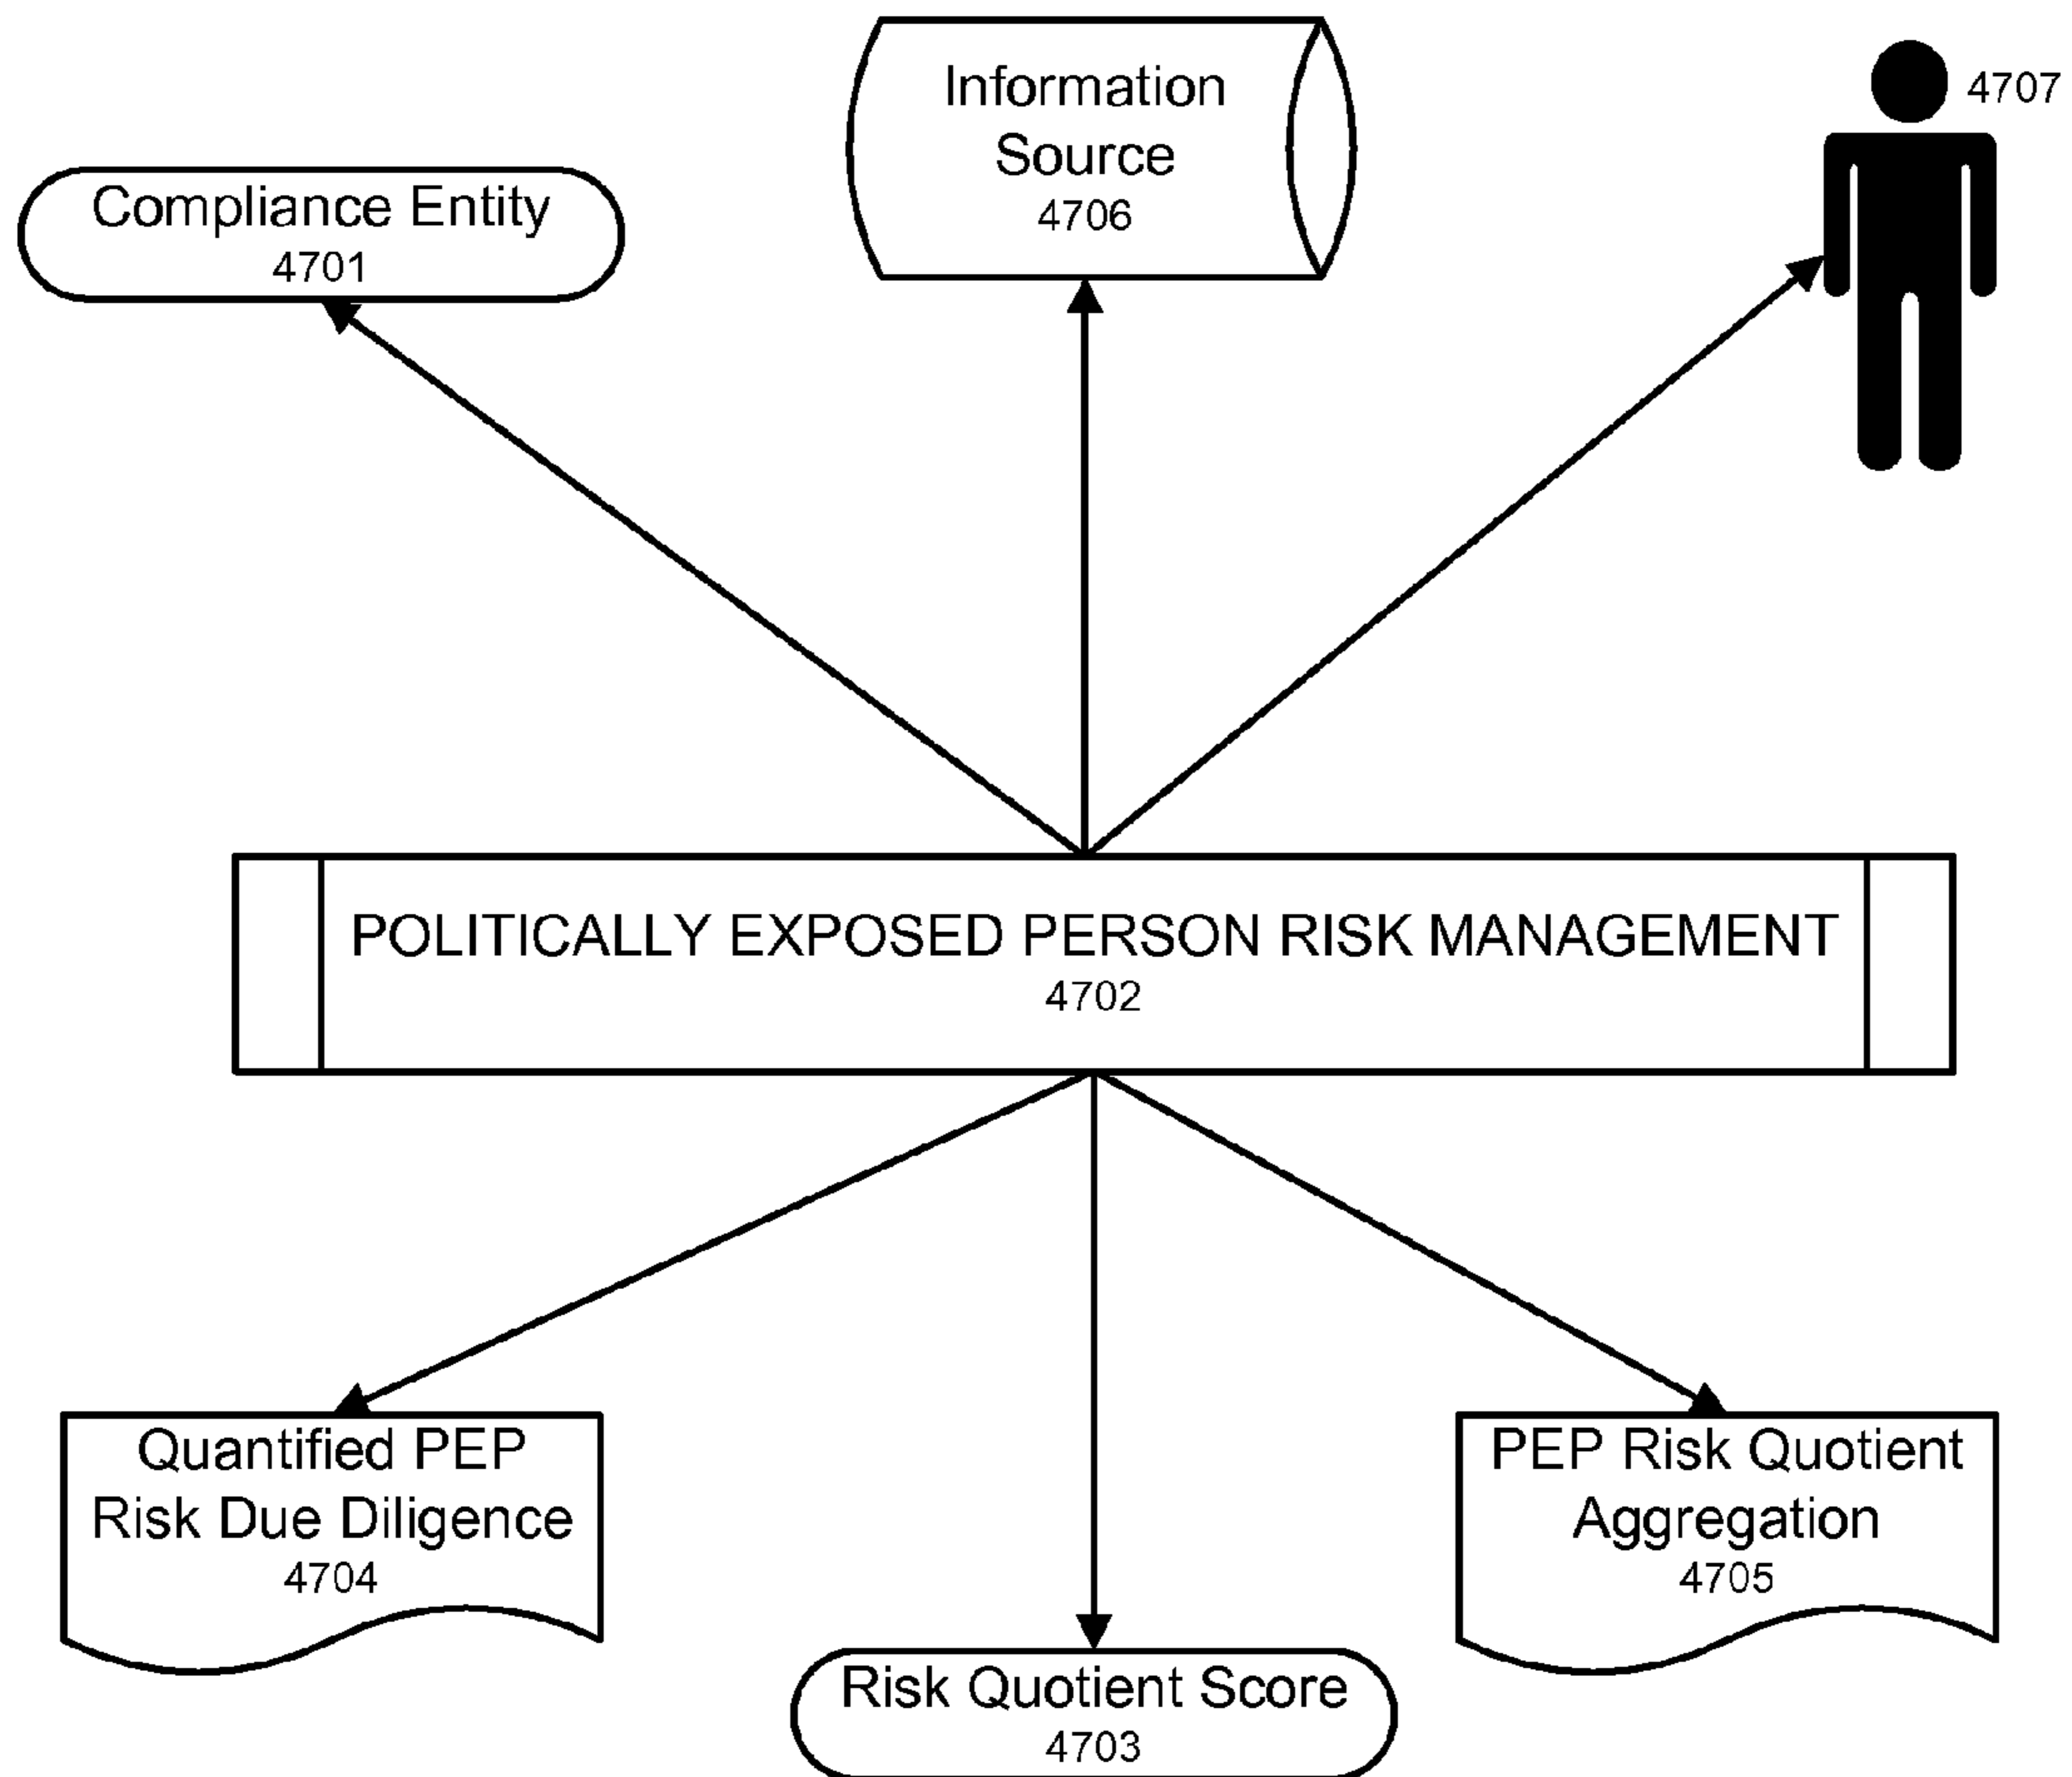 Information
Source
4706
4707
Compliance Entity
4701
POLITICALLY EXPOSED PERSON RISK MANAGEMENT
4702
Quantified PEP
Risk Due Diligence
4704
PEP Risk Quotient
Aggregation
4705
Risk Quotient Score
4703